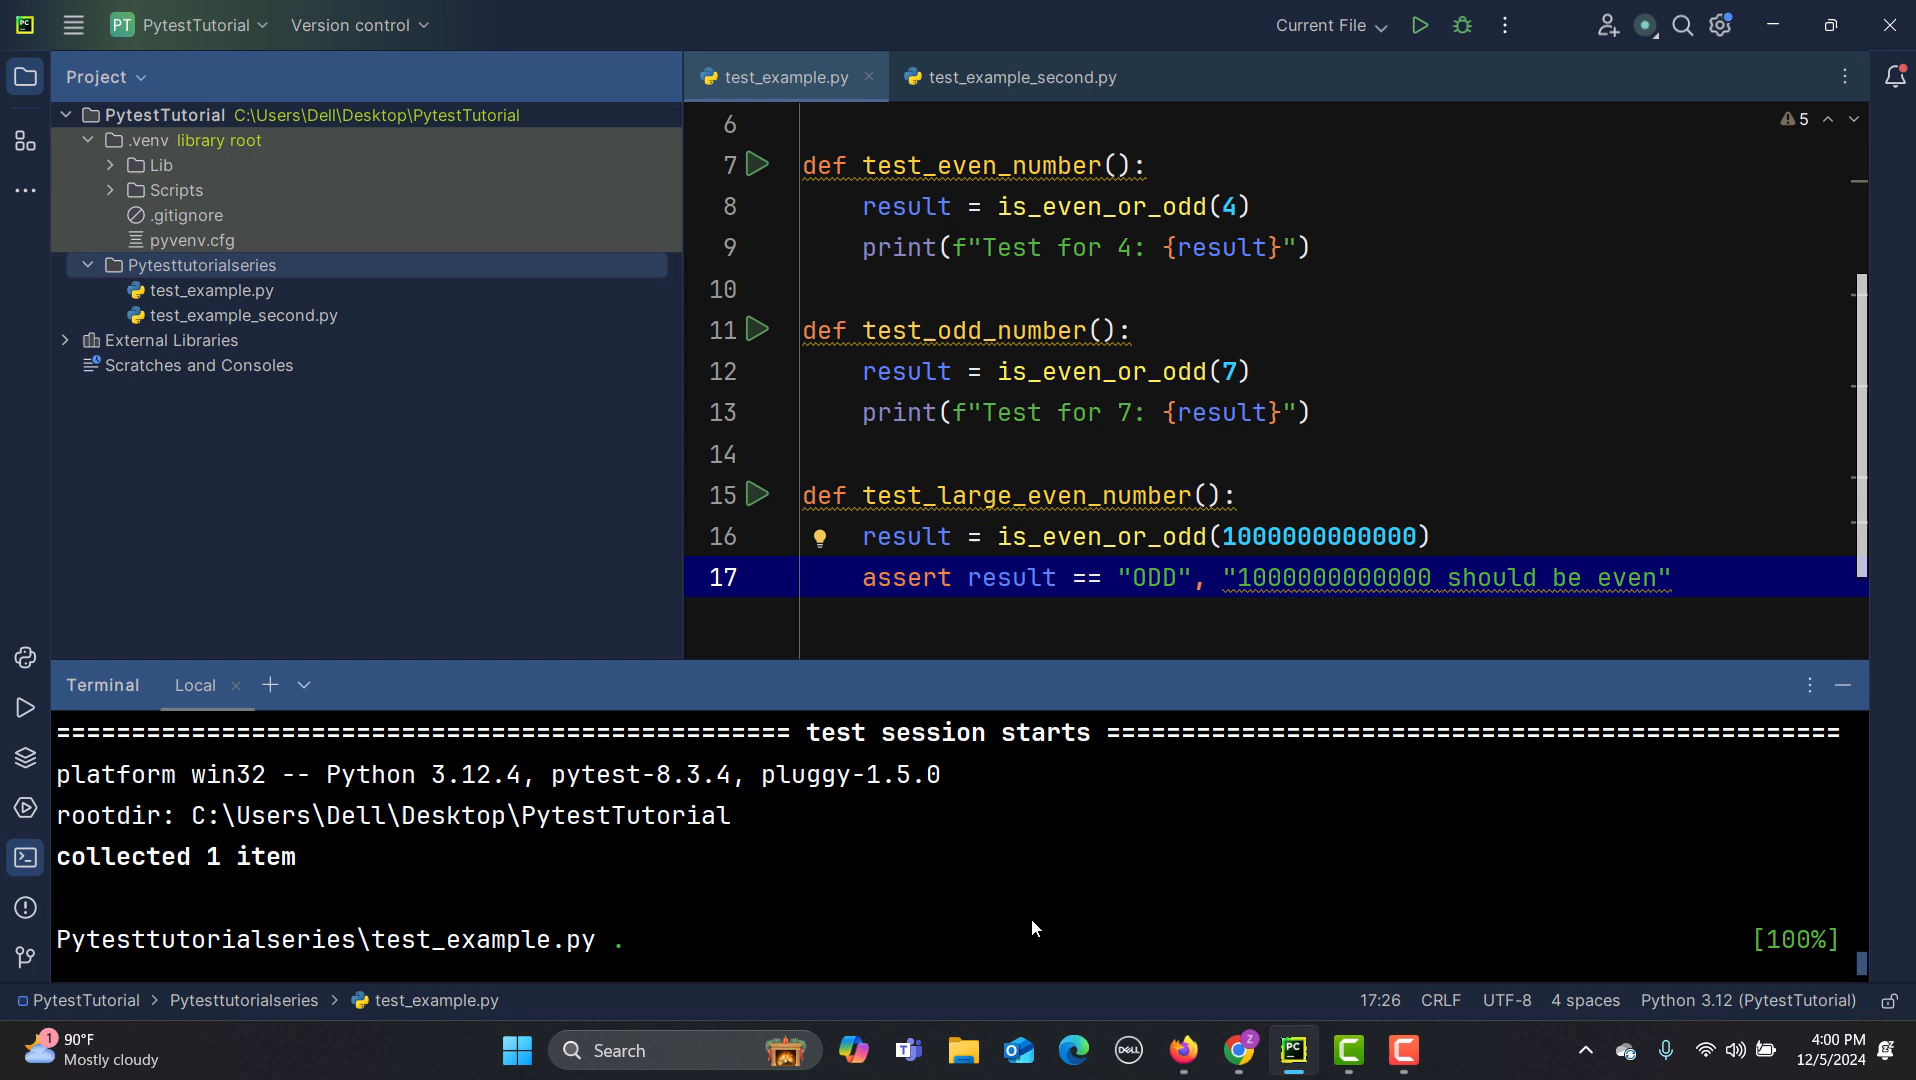 PC
PT PytestTutorial Version control Current File
Project
test_example.py test_example_second.py
PytestTutorial C:\Users\Dell\Desktop\PytestTutorial
.venv library root
Lib
Scripts
.gitignore
pyvenv.cfg
Pytesttutorialseries
test_example.py
test_example_second.py
External Libraries
Scratches and Consoles
5
6
7 def test_even_number():
8 result = is_even_or_odd(4)
9 print(f"Test for 4: {result}")
10
11 def test_odd_number():
12 result = is_even_or_odd(7)
13 print(f"Test for 7: {result}")
14
15 def test_large_even_number():
16 result = is_even_or_odd(1000000000000)
17 assert result == "ODD", "1000000000000 should be even"
Terminal Local
================================================= test session starts =================================================
platform win32 -- Python 3.12.4, pytest-8.3.4, pluggy-1.5.0
rootdir: C:\Users\Dell\Desktop\PytestTutorial
collected 1 item
Pytesttutorialseries\test_example.py . [100%]
PytestTutorial > Pytesttutorialseries > test_example.py 17:26 CRLF UTF-8 4 spaces Python 3.12 (PytestTutorial)
1 90°F
Mostly cloudy
Search
DELL
Z
PC
4:00 PM
12/5/2024